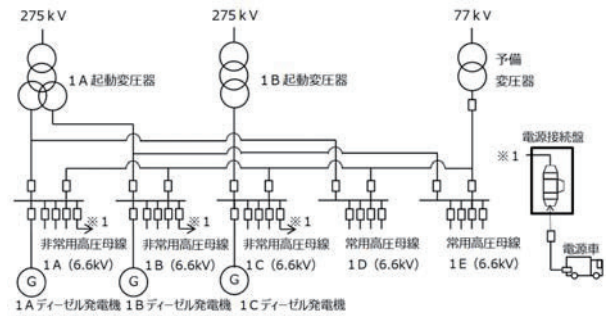 275kV 275kV 77kV
1A起動変圧器
1B起動変圧器
予備
変圧器
電源接続盤
※1
※1 ※1 ※1
非常用高圧母線 非常用高圧母線 非常用高圧母線 常用高圧母線 常用高圧母線
1A（6.6kV） 1B（6.6kV） 1C（6.6kV） 1D（6.6kV） 1E（6.6kV）
電源車
G G G
1Aディーゼル発電機 1Bディーゼル発電機 1Cディーゼル発電機